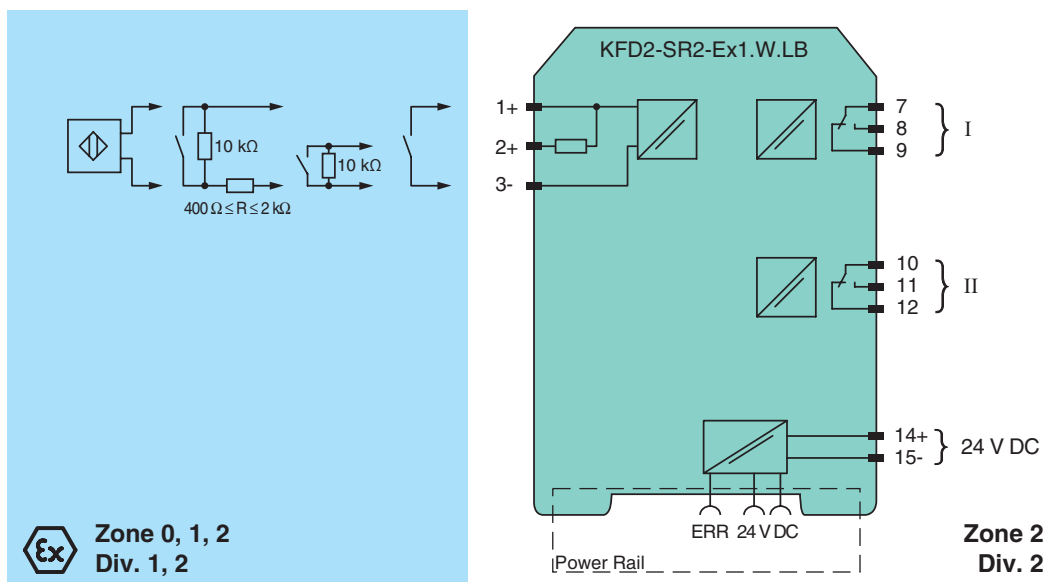 KFD2-SR2-Ex1.W.LB
10 kΩ
400 Ω ≤ R ≤ 2 kΩ
10 kΩ
1+
2+
3-
7
8
9
I
10
11
12
II
14+
15-
24 V DC
ERR 24 V DC
Power Rail
Ex
Zone 0, 1, 2
Div. 1, 2
Zone 2
Div. 2